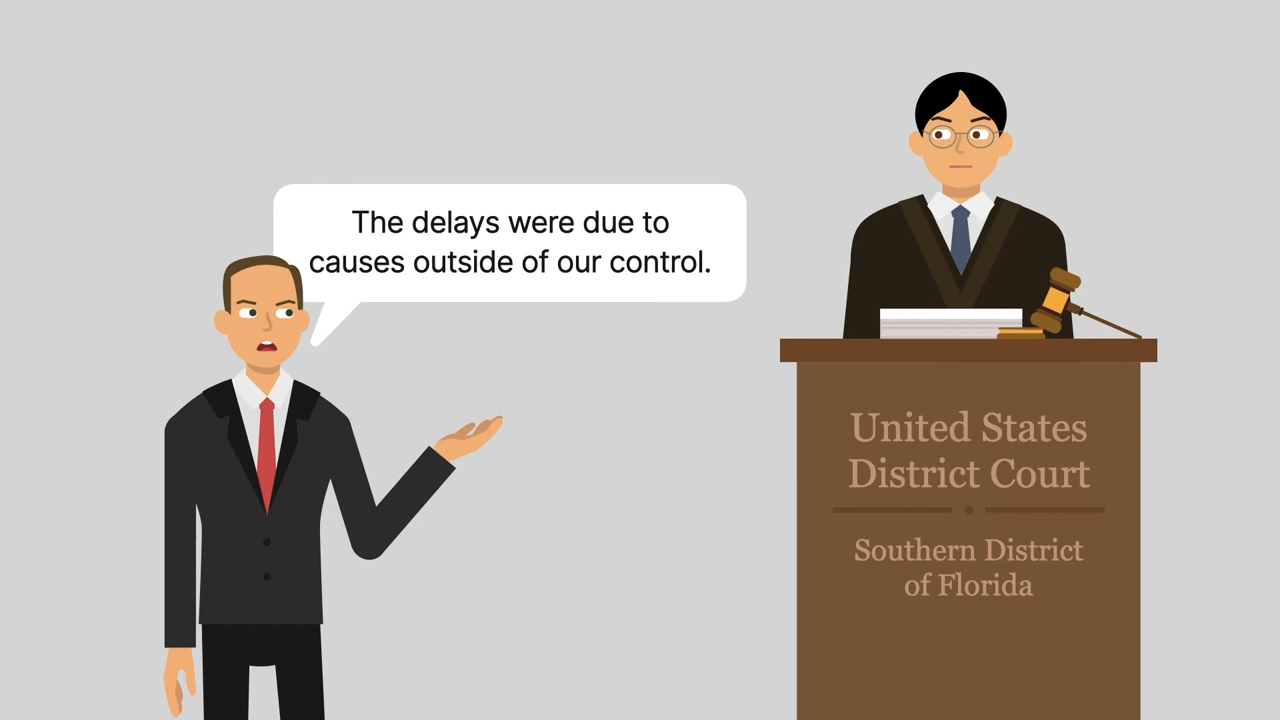 The delays were due to
causes outside of our control.
United States
District Court
Southern District
of Florida